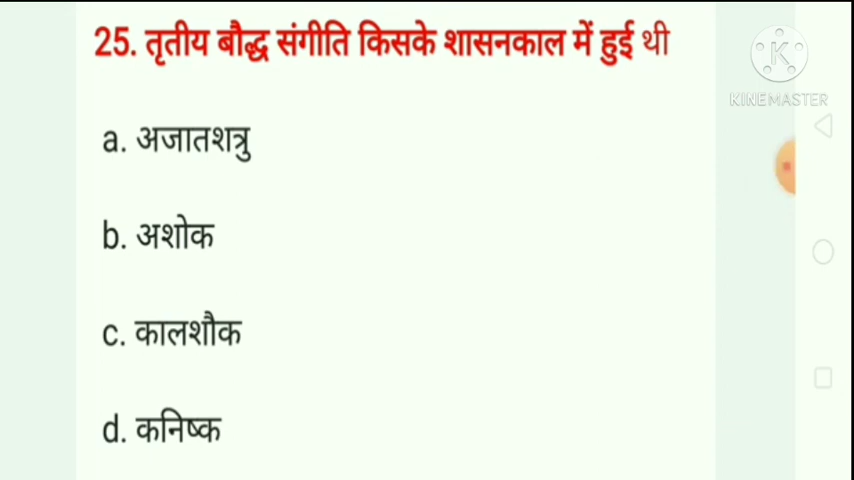 25. तृतीय बौद्ध संगीति किसके शासनकाल में हुई थी
K
KINEMASTER
a. अजातशत्रु
b. अशोक
c. कालशौक
d. कनिष्क